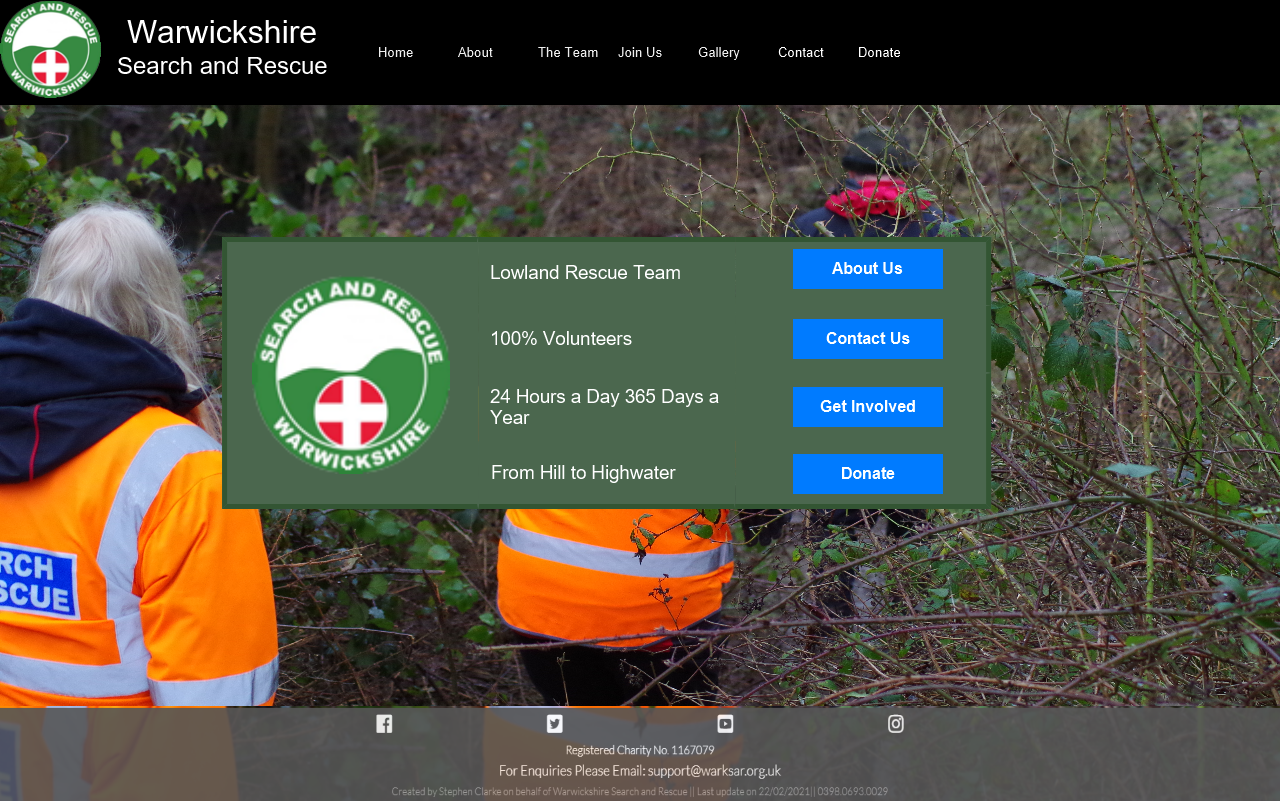 SEARCH AND RESCUE
WARWICKSHIRE
Warwickshire
Search and Rescue
Home
About
The Team
Join Us
Gallery
Contact
Donate
SEARCH AND RESCUE
WARWICKSHIRE
Lowland Rescue Team
100% Volunteers
24 Hours a Day 365 Days a
Year
From Hill to Highwater
About Us
Contact Us
Get Involved
Donate
RCH
SCUE
Registered Charity No. 1167079
For Enquiries Please Email: support@warksar.org.uk
Created by Stephen Clarke on behalf of Warwickshire Search and Rescue || Last update on 22/02/2021|| 0398.0693.0029